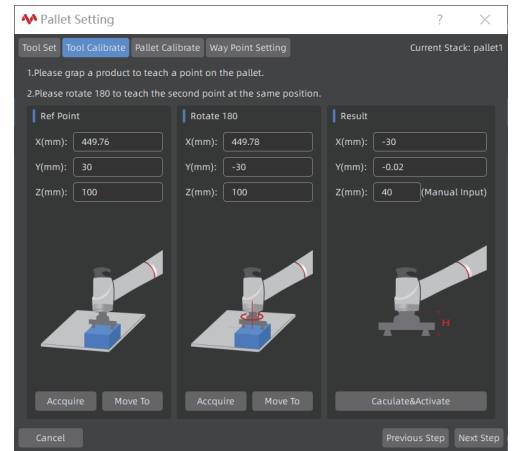 Pallet Setting ? ×
Tool Set Tool Calibrate Pallet Calibrate Way Point Setting Current Stack: pallet1
1.Please grap a product to teach a point on the pallet.
2.Please rotate 180 to teach the second point at the same position.
Ref Point Rotate 180 Result
X(mm): 449.76 X(mm): 449.78 X(mm): -30
Y(mm): 30 Y(mm): -30 Y(mm): -0.02
Z(mm): 100 Z(mm): 100 Z(mm): 40 (Manual Input)
H
Accquire Move To Accquire Move To Caculate&Activate
Cancel Previous Step Next Step